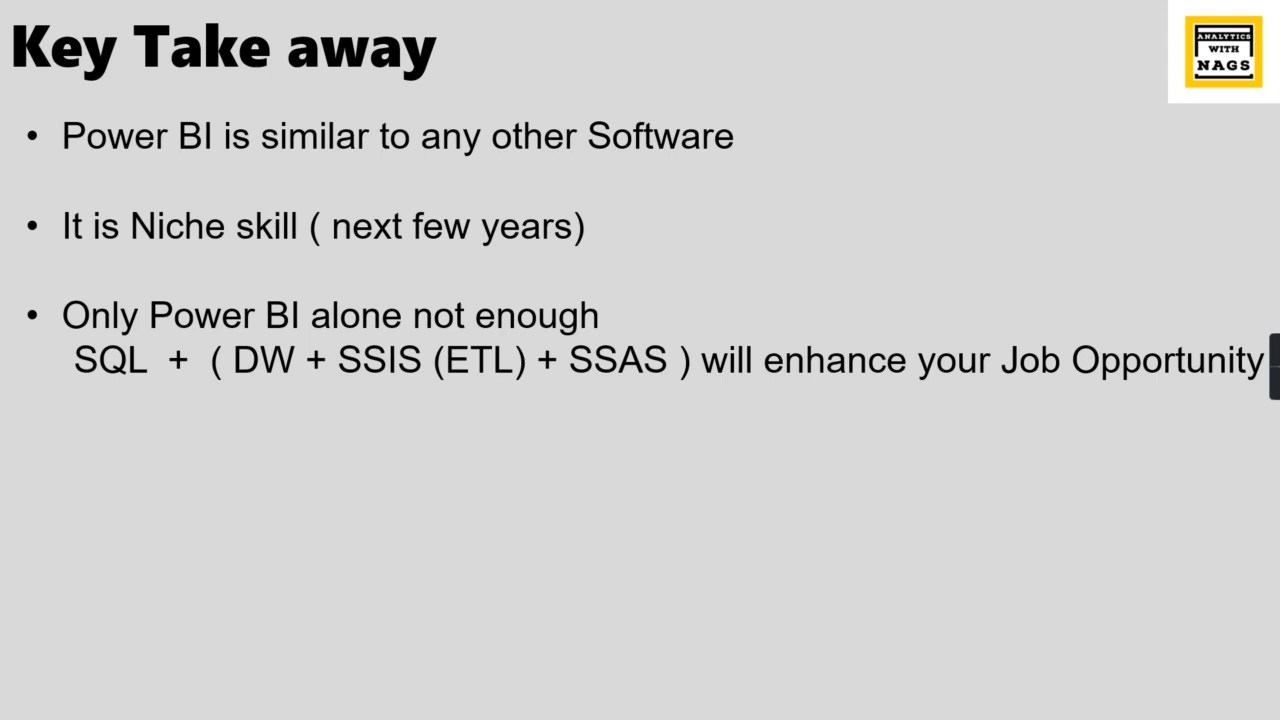 Key Take away
ANALYTICS
WITH
NAGS
• Power BI is similar to any other Software
• It is Niche skill ( next few years)
• Only Power BI alone not enough
SQL + ( DW + SSIS (ETL) + SSAS ) will enhance your Job Opportunity